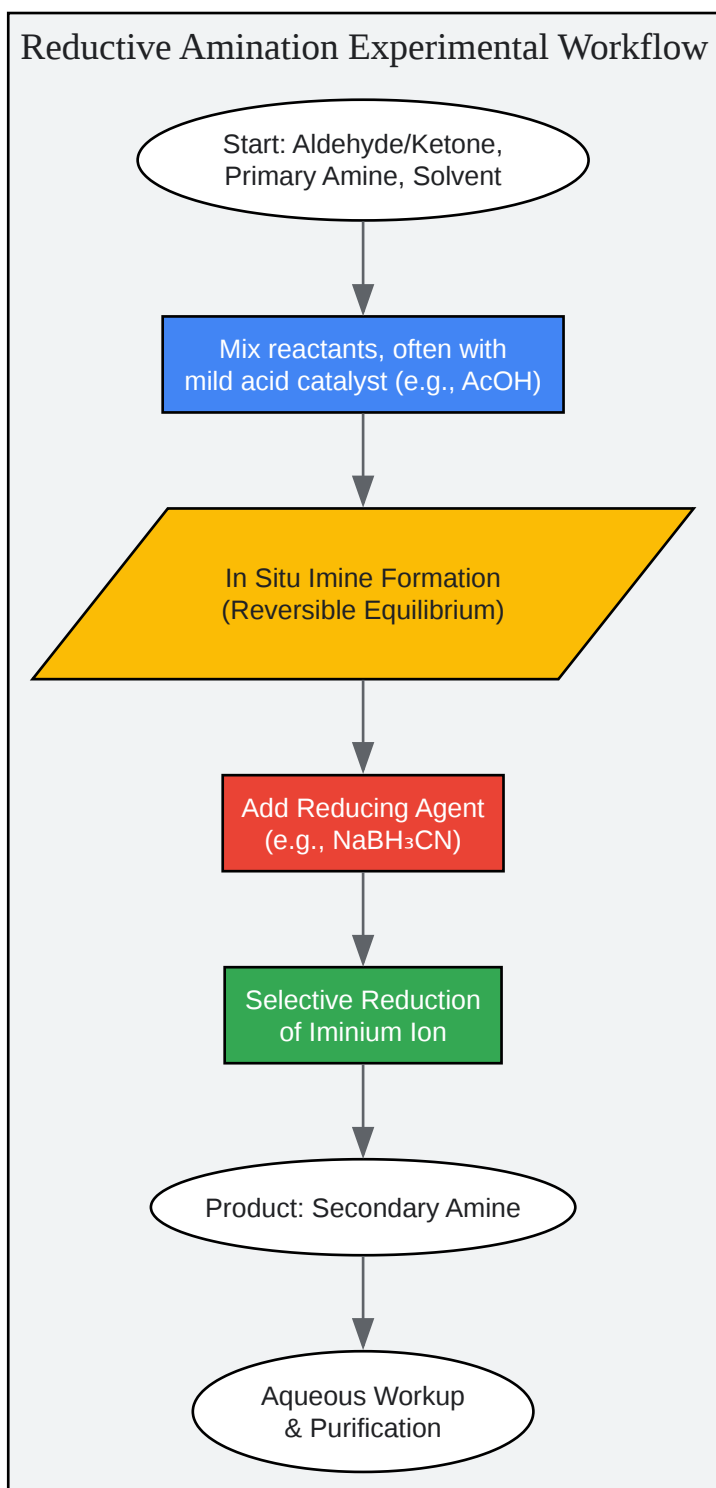 Reductive Amination Experimental Workflow
Start: Aldehyde/Ketone,
Primary Amine, Solvent
Mix reactants, often with
mild acid catalyst (e.g., AcOH)
In Situ Imine Formation
(Reversible Equilibrium)
Add Reducing Agent
(e.g., NaBH₃CN)
Selective Reduction
of Iminium Ion
Product: Secondary Amine
Aqueous Workup
& Purification